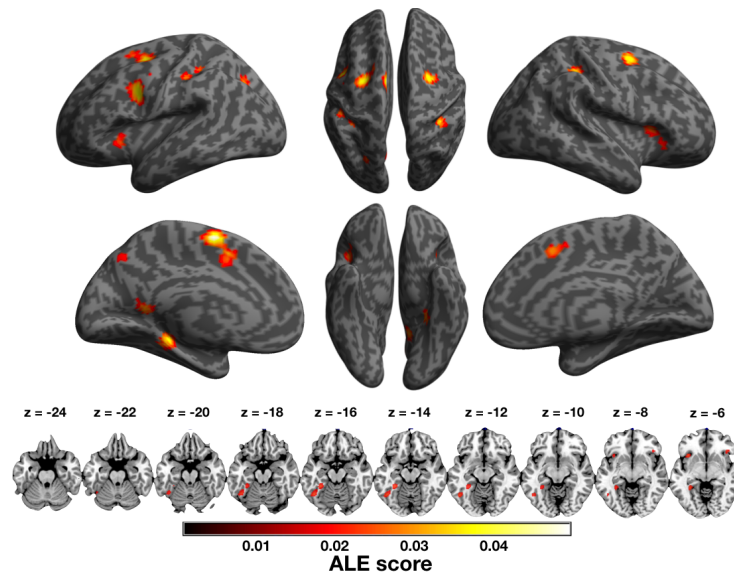 z = -24 z = -22 z = -20 z = -18 z = -16 z = -14 z = -12 z = -10 z = -8 z = -6
0.01 0.02 0.03 0.04
ALE score